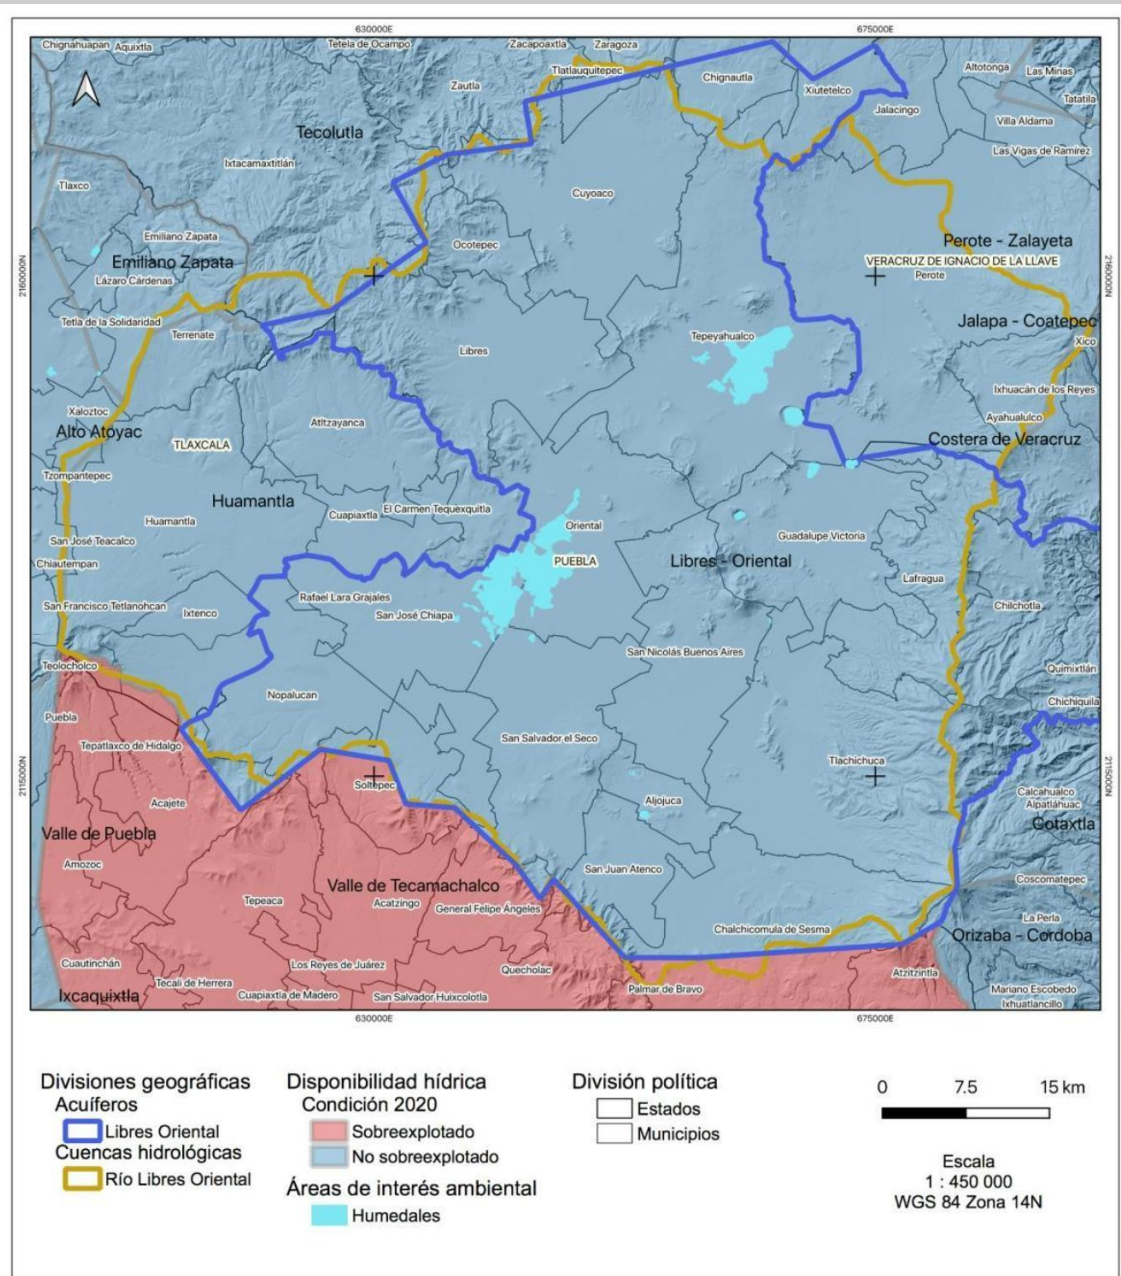 630000E
675000E
Chignahuapan
Aquixtla
Tetela de Ocampo
Zacapoaxtla
Zaragoza
Tlatlauquitepec
Zautla
Chignautla
Xiutetelco
Altotonga
Las Minas
Tatatila
Jalacingo
Villa Aldama
Las Vigas de Ramírez
Tecolutla
Ixtacamaxtitlán
Tlaxco
Cuyoaco
Emiliano Zapata
Emiliano Zapata
Ocotepec
Perote - Zalayeta
VERACRUZ DE IGNACIO DE LA LLAVE
Perote
2160000N
2160000N
Lázaro Cárdenas
Tetla de la Solidaridad
Terrenate
Jalapa - Coatepec
Xico
Tepeyahualco
Libres
Ixhuacán de los Reyes
Xaloztoc
Ayahualulco
Alto Atoyac
Atltzayanca
TLAXCALA
Costera de Veracruz
Tzompantepec
Huamantla
Cuapiaxtla
El Carmen Tequexquitla
Huamantla
Oriental
Guadalupe Victoria
San José Teacalco
Chiautempan
PUEBLA
Libres - Oriental
Lafragua
Rafael Lara Grajales
San José Chiapa
San Francisco Tetlanohcan
Ixtenco
Chilchotla
San Nicolás Buenos Aires
Teolocholco
Quimixtlán
Nopalucan
Chichiquila
Puebla
Tepatlaxco de Hidalgo
San Salvador el Seco
Tlachichuca
2115000N
2115000N
Soltepec
Acajete
Aljojuca
Calcahualco
Alpatláhuac
Cotaxtla
Valle de Puebla
Amozoc
San Juan Atenco
Valle de Tecamachalco
Coscomatepec
Tepeaca
Acatzingo
General Felipe Ángeles
La Perla
Chalchicomula de Sesma
Orizaba - Cordoba
Cuautinchán
Los Reyes de Juárez
Quecholac
Atzitzintla
Tecali de Herrera
Palmar de Bravo
Mariano Escobedo
Ixcaquixtla
Cuapiaxtla de Madero
San Salvador Huixcolotla
Ixhuatlancillo
630000E
675000E
Divisiones geográficas
Acuíferos
Libres Oriental
Cuencas hidrológicas
Río Libres Oriental
Disponibilidad hídrica
Condición 2020
Sobreexplotado
No sobreexplotado
Áreas de interés ambiental
Humedales
División política
Estados
Municipios
0 7.5 15 km
Escala
1 : 450 000
WGS 84 Zona 14N